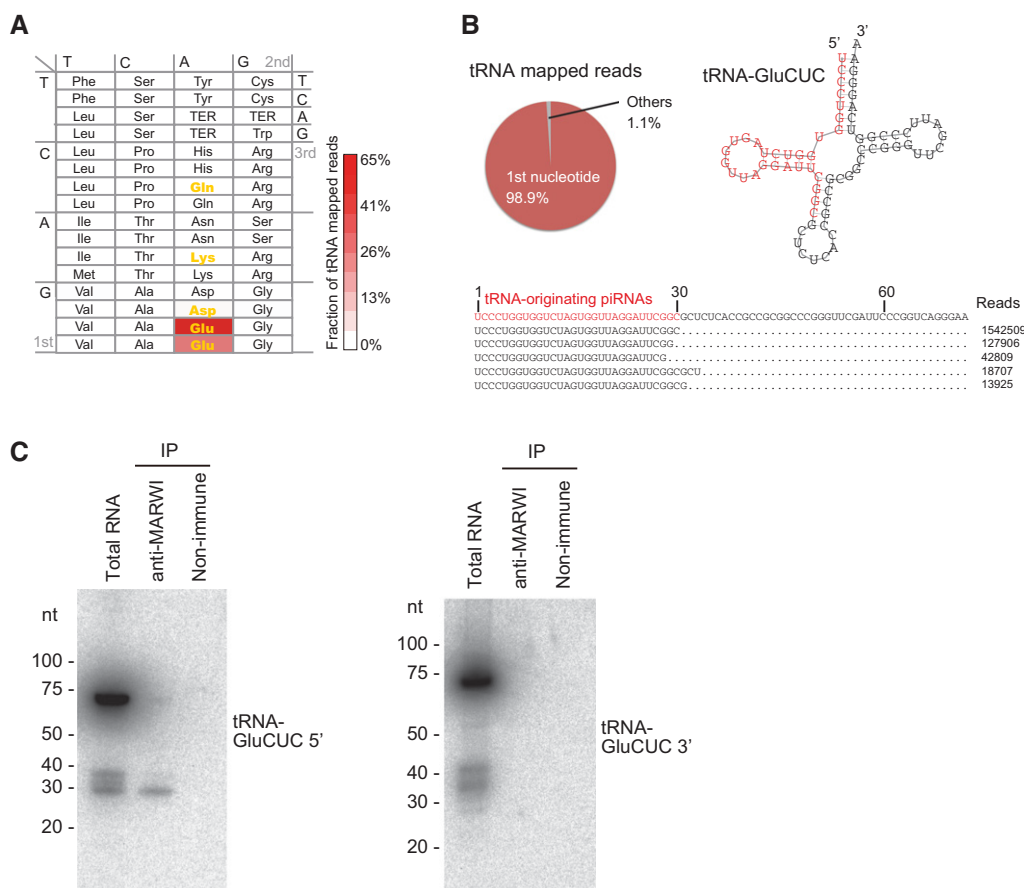 A
T C A G 2nd
T Phe Ser Tyr Cys T
Phe Ser Tyr Cys C
Leu Ser TER TER A
Leu Ser TER Trp G
C Leu Pro His Arg 3rd
Leu Pro His Arg
Leu Pro Gln Arg
Leu Pro Gln Arg
A Ile Thr Asn Ser
Ile Thr Asn Ser
Ile Thr Lys Arg
Met Thr Lys Arg
G Val Ala Asp Gly
Val Ala Asp Gly
Val Ala Glu Gly
1st Val Ala Glu Gly
Fraction of tRNA mapped reads
65%
41%
26%
13%
0%
B
tRNA mapped reads
Others
1.1%
1st nucleotide
98.9%
tRNA-GluCUC
5’
3’
1 30 60
tRNA-originating piRNAs
Reads
UCCCUGGUGGUCUAGUGGUUAGGAUUCGGCGCUCUCACCGCCGCGGCCCGGGUUCGAUUCCCGGUCAGGGAA
UCCCUGGUGGUCUAGUGGUUAGGAUUCGGC.......................................... 1542509
UCCCUGGUGGUCUAGUGGUUAGGAUUCGG........................................... 127906
UCCCUGGUGGUCUAGUGGUUAGGAUUCG............................................ 42809
UCCCUGGUGGUCUAGUGGUUAGGAUUCGGCGCU....................................... 18707
UCCCUGGUGGUCUAGUGGUUAGGAUUCGGCG......................................... 13925
C
IP
Total RNA
anti-MARWI
Non-immune
nt
100 -
75 -
50 -
40 -
30 -
20 -
tRNA-
GluCUC 5’
IP
Total RNA
anti-MARWI
Non-immune
nt
100 -
75 -
50 -
40 -
30 -
20 -
tRNA-
GluCUC 3’